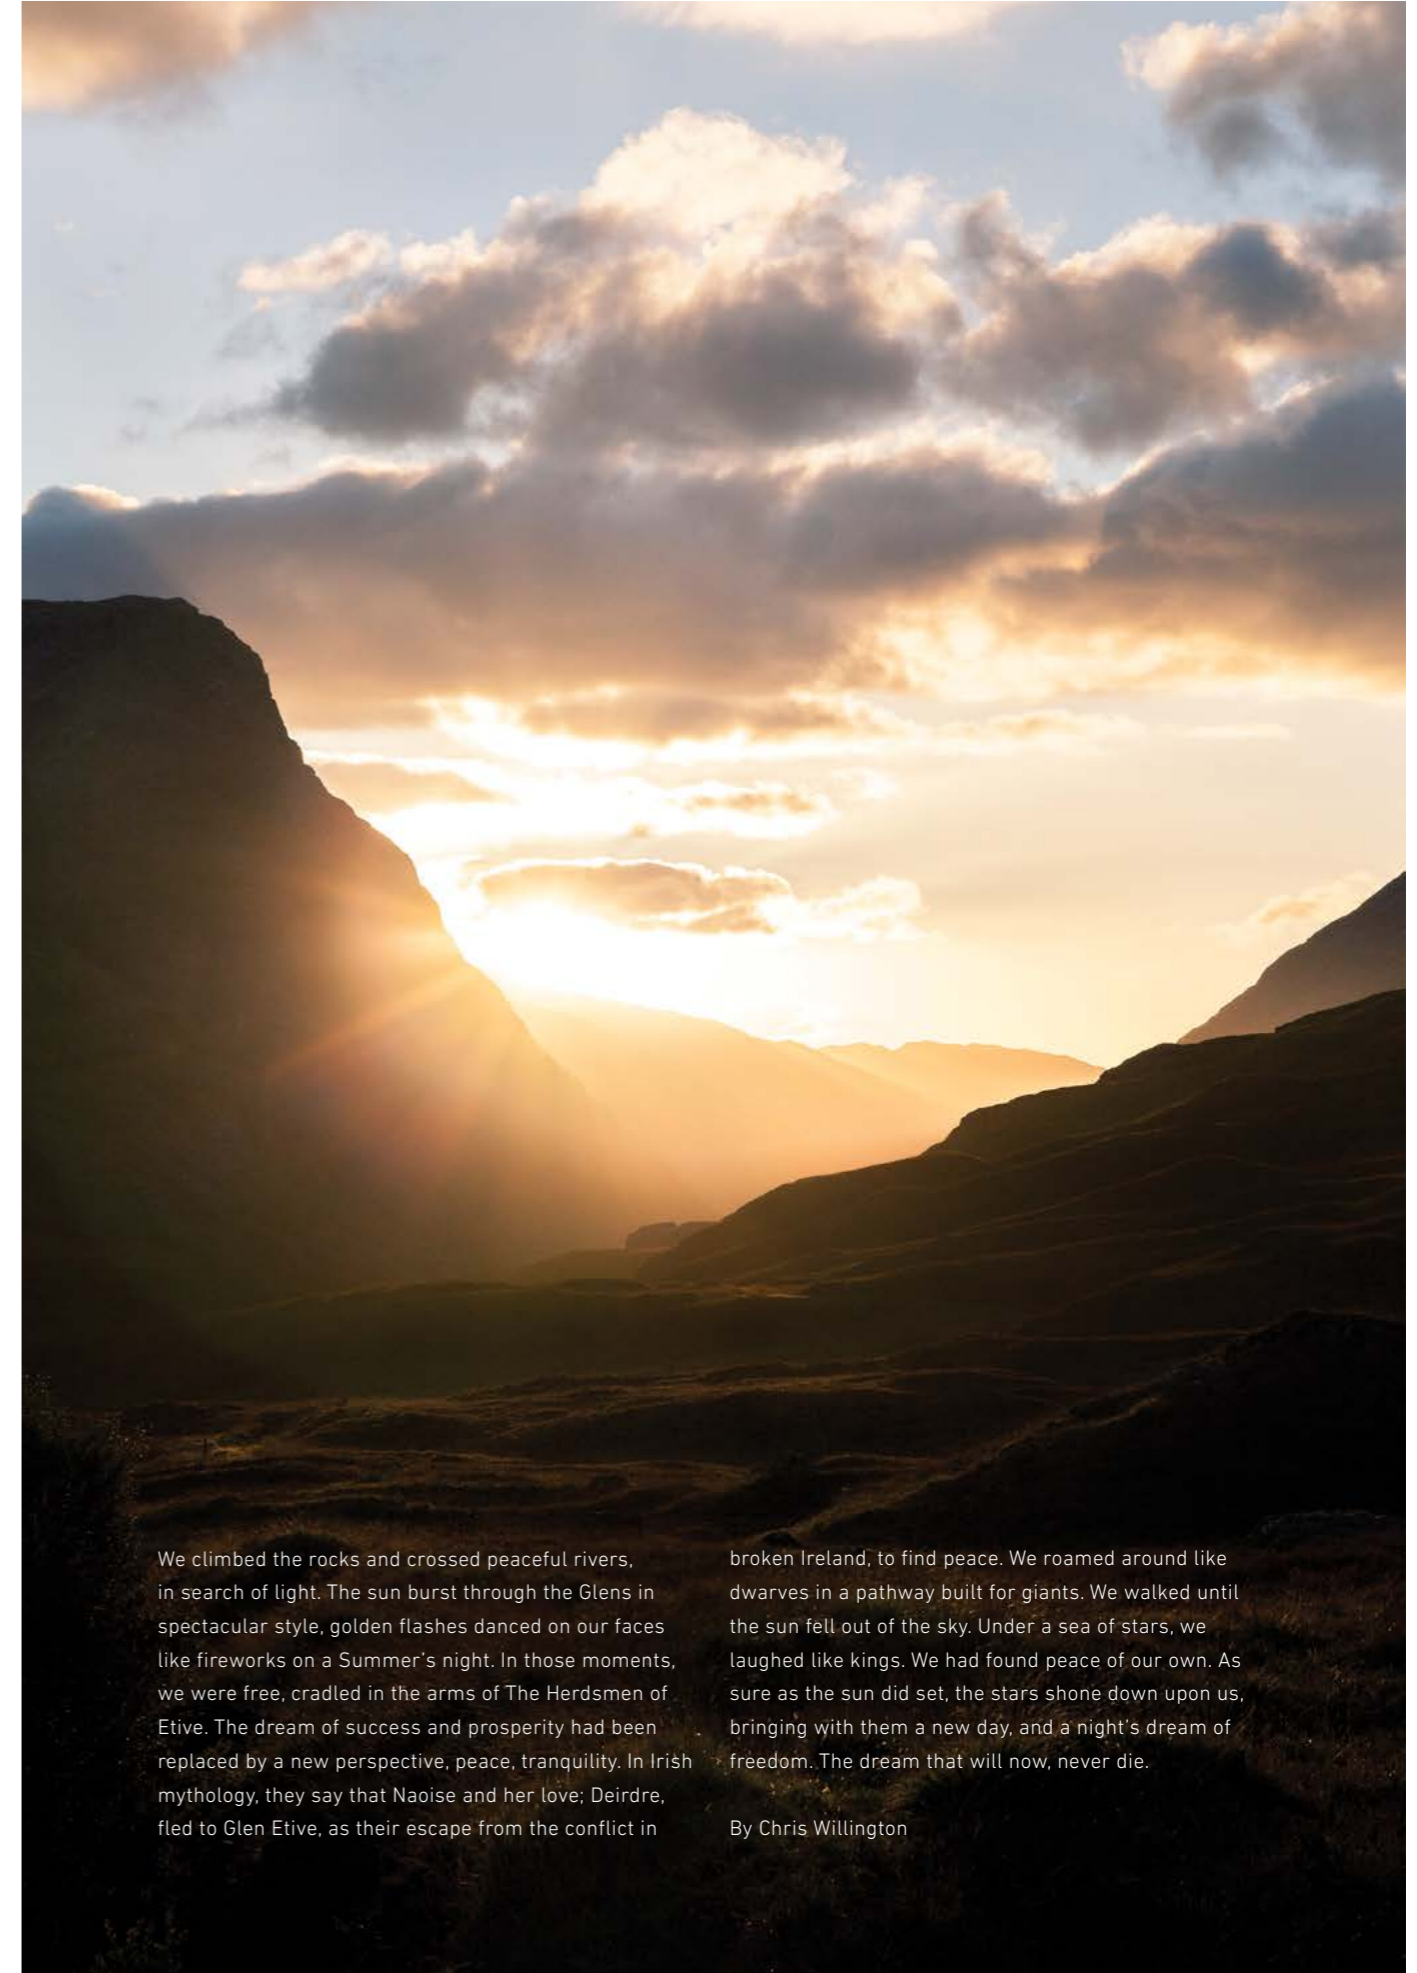 We climbed the rocks and crossed peaceful rivers,
in search of light. The sun burst through the Glens in
spectacular style, golden flashes danced on our faces
like fireworks on a Summer's night. In those moments,
we were free, cradled in the arms of The Herdsmen of
Etive. The dream of success and prosperity had been
replaced by a new perspective, peace, tranquility. In Irish
mythology, they say that Naoise and her love; Deirdre,
fled to Glen Etive, as their escape from the conflict in
broken Ireland, to find peace. We roamed around like
dwarves in a pathway built for giants. We walked until
the sun fell out of the sky. Under a sea of stars, we
laughed like kings. We had found peace of our own. As
sure as the sun did set, the stars shone down upon us,
bringing with them a new day, and a night's dream of
freedom. The dream that will now, never die.
By Chris Willington